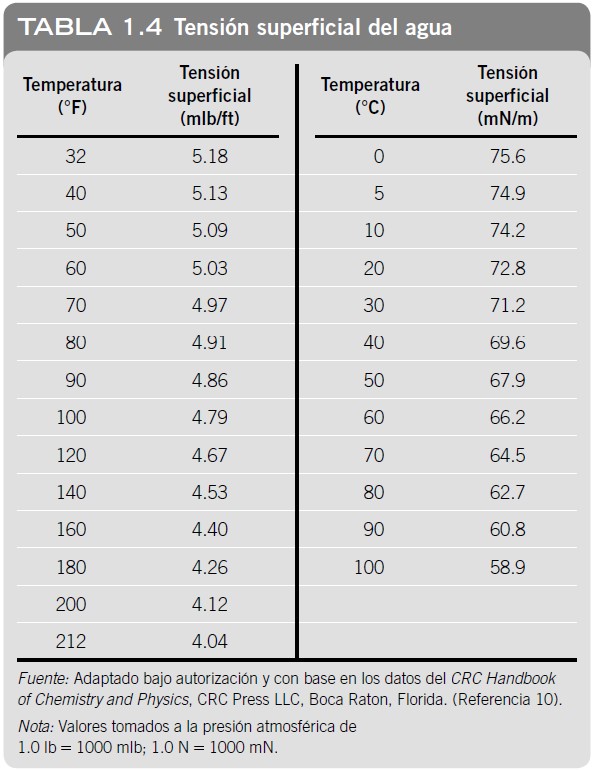 TABLA 1.4 Tensión superficial del agua
Temperatura (°F) Tensión superficial (mlb/ft) Temperatura (°C) Tensión superficial (mN/m)
32 5.18 0 75.6
40 5.13 5 74.9
50 5.09 10 74.2
60 5.03 20 72.8
70 4.97 30 71.2
80 4.91 40 69.6
90 4.86 50 67.9
100 4.79 60 66.2
120 4.67 70 64.5
140 4.53 80 62.7
160 4.40 90 60.8
180 4.26 100 58.9
200 4.12
212 4.04
Fuente: Adaptado bajo autorización y con base en los datos del CRC Handbook
of Chemistry and Physics, CRC Press LLC, Boca Raton, Florida. (Referencia 10).
Nota: Valores tomados a la presión atmosférica de
1.0 lb = 1000 mlb; 1.0 N = 1000 mN.